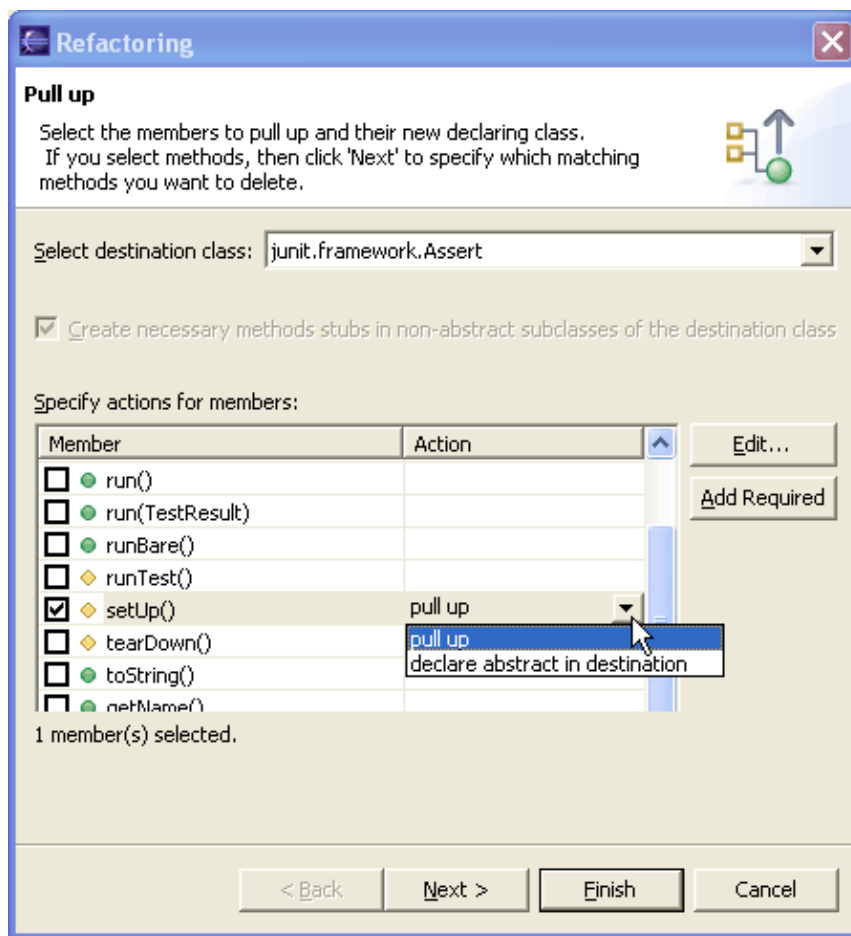 Refactoring
Pull up
Select the members to pull up and their new declaring class.
If you select methods, then click 'Next' to specify which matching
methods you want to delete.
Select destination class: junit.framework.Assert
Create necessary methods stubs in non-abstract subclasses of the destination class
Specify actions for members:
Member Action
Edit...
run()
Add Required
run(TestResult)
runBare()
runTest()
setUp() pull up
tearDown() pull up
declare abstract in destination
toString()
getName()
1 member(s) selected.
< Back Next > Finish Cancel